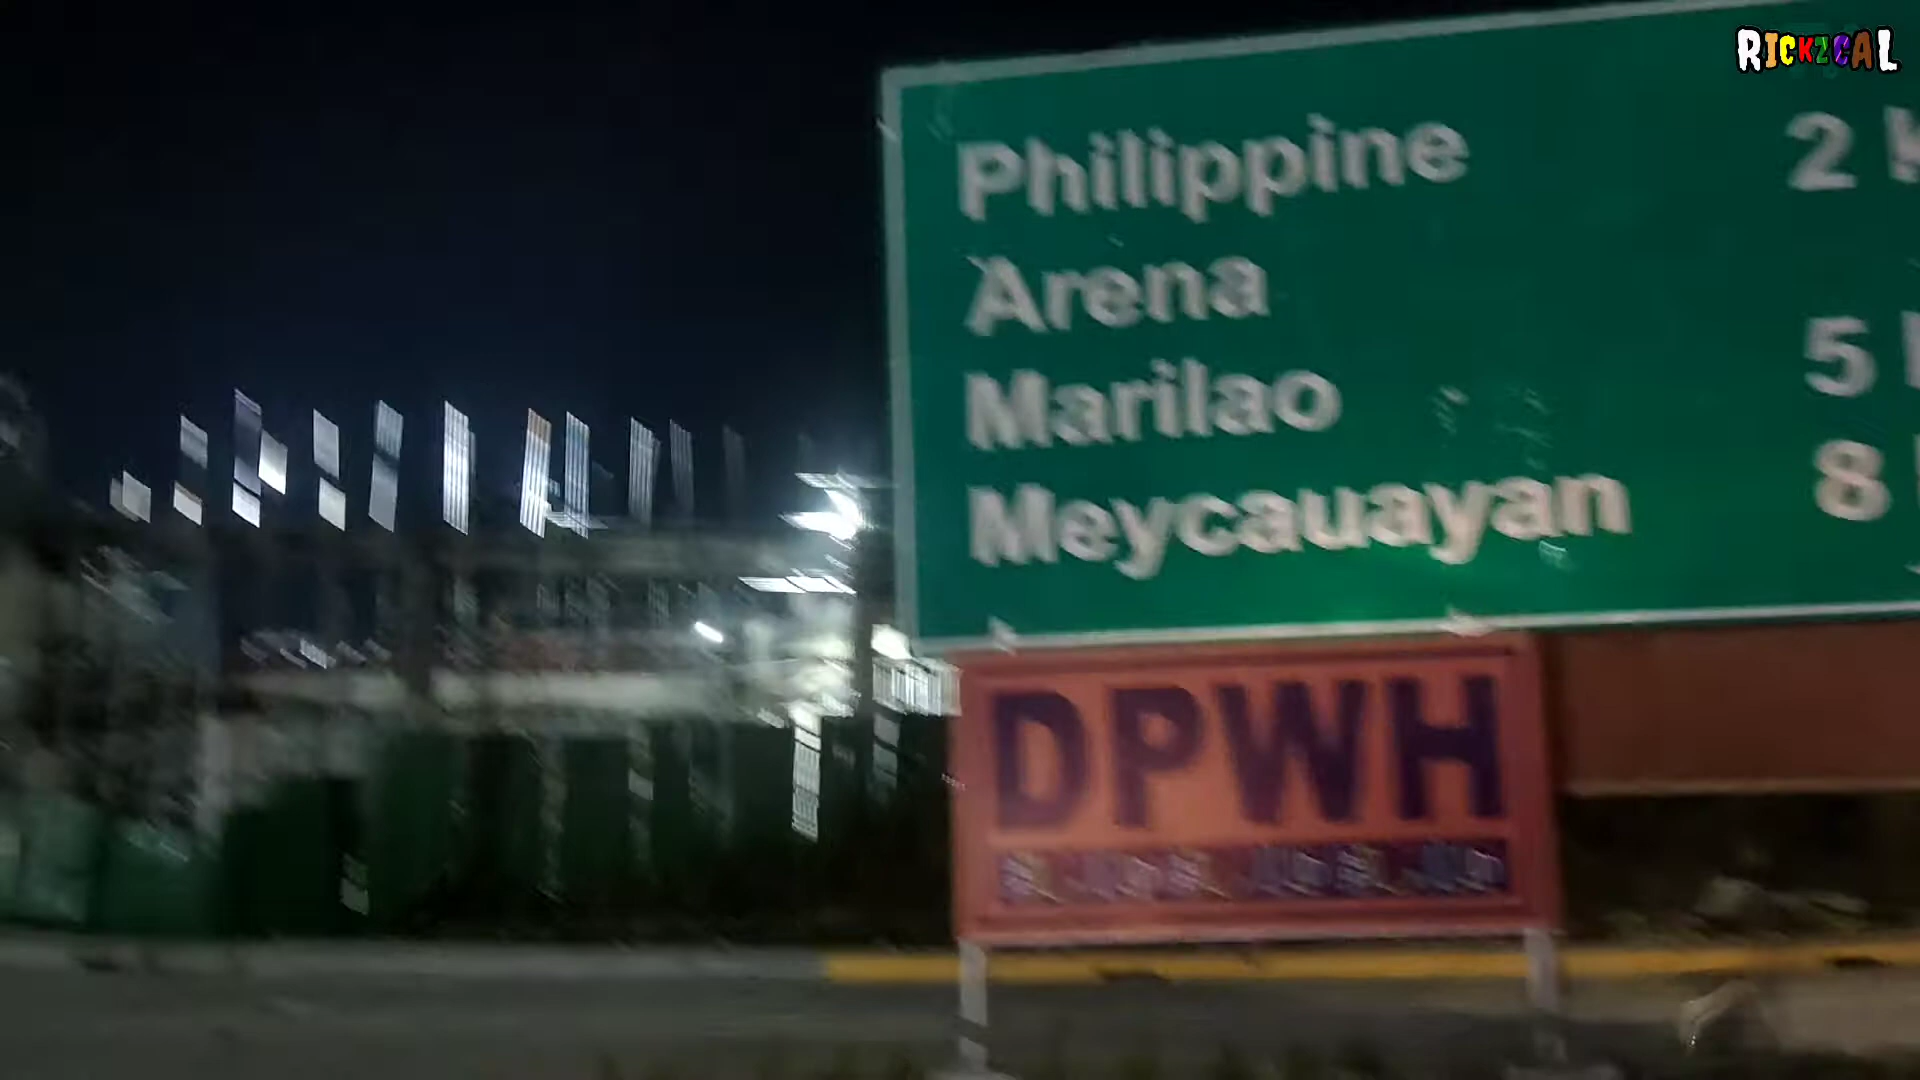 RICKZCAL
Philippine 2
Arena
Marilao 5
Meycauayan 8
DPWH